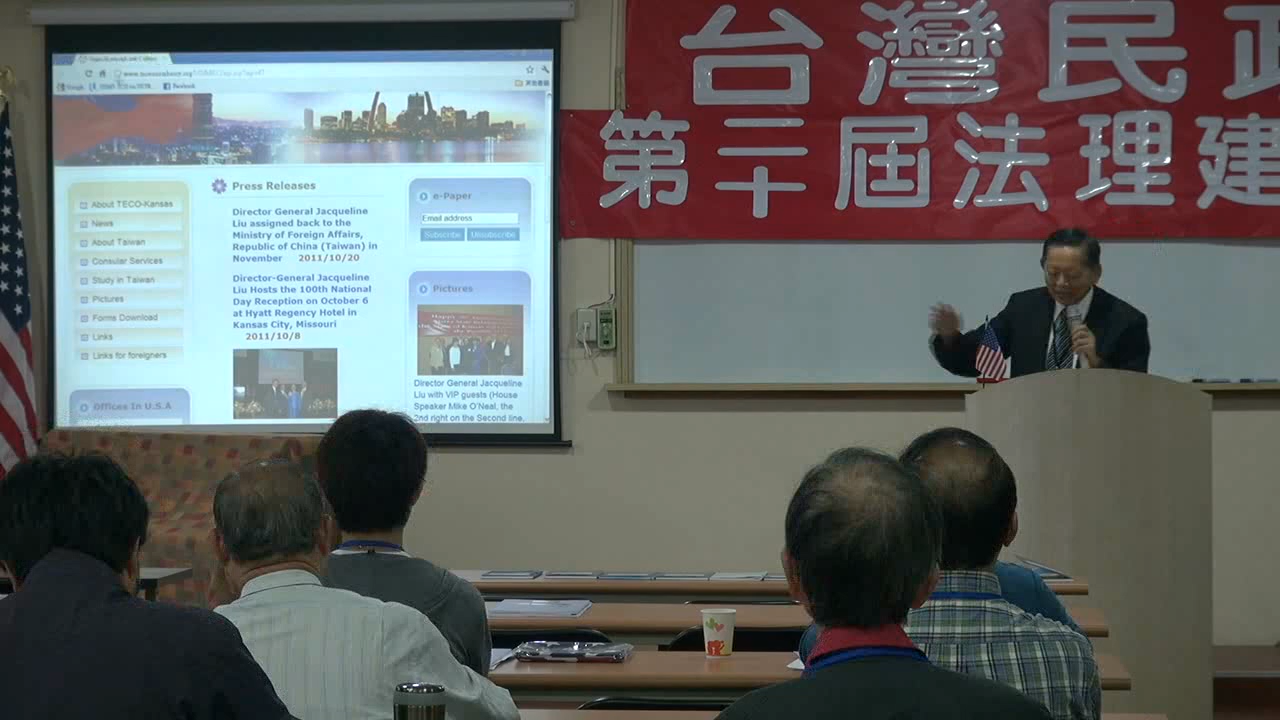 台灣民政
第二十屆法理建
Facebook
Press Releases
Director General Jacqueline
Liu assigned back to the
Ministry of Foreign Affairs,
Republic of China (Taiwan) in
November 2011/10/20
Director-General Jacqueline
Liu Hosts the 100th National
Day Reception on October 6
at Hyatt Regency Hotel in
Kansas City, Missouri
2011/10/8
About TECO-Kansas
News
About Taiwan
Consular Services
Study in Taiwan
Pictures
Forms Download
Links
Links for foreigners
Offices In U.S.A
e-Paper
Email address
Subscribe Unsubscribe
Pictures
Director General Jacqueline
Liu with VIP guests (House
Speaker Mike O'Neal, the
2nd right on the Second line.